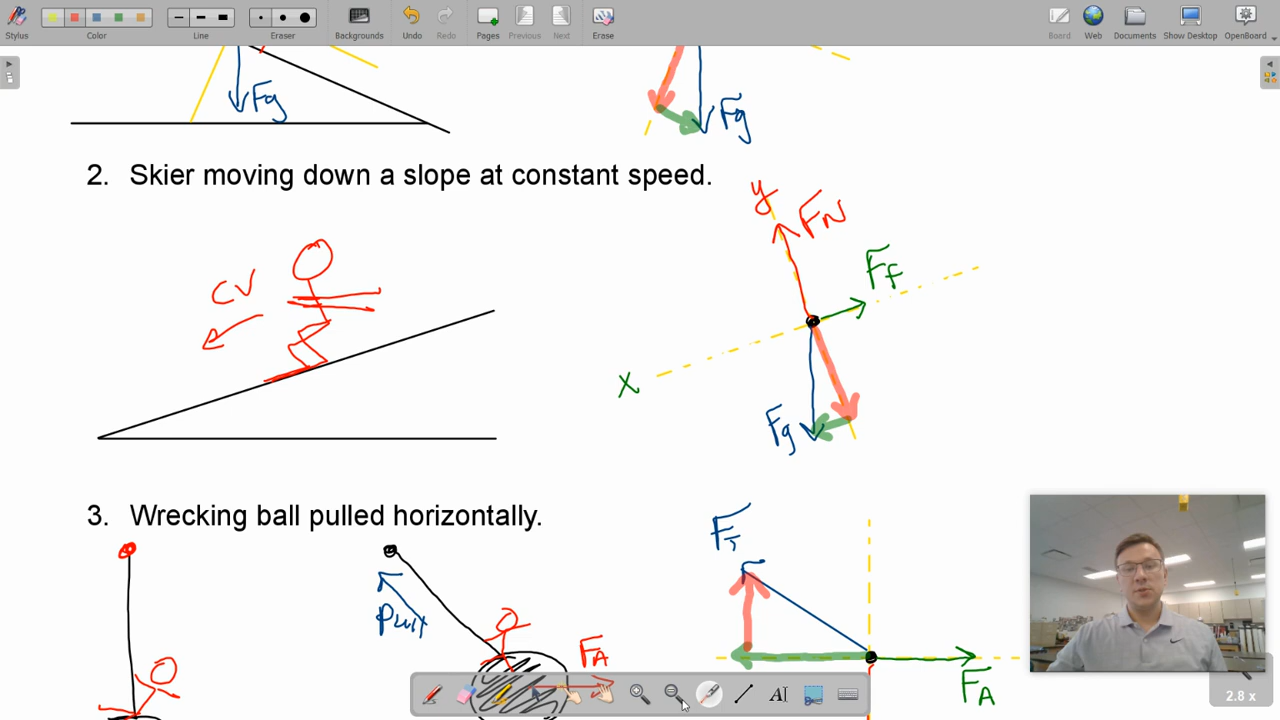 Stylus Color Line Eraser Backgrounds Undo Redo Pages Previous Next Erase Board Web Documents Show Desktop OpenBoard
Fg
Fg
2. Skier moving down a slope at constant speed.
y
FN
CV
Ff
x
Fg
3. Wrecking ball pulled horizontally.
FT
Pull
FA
FA
2.8 x